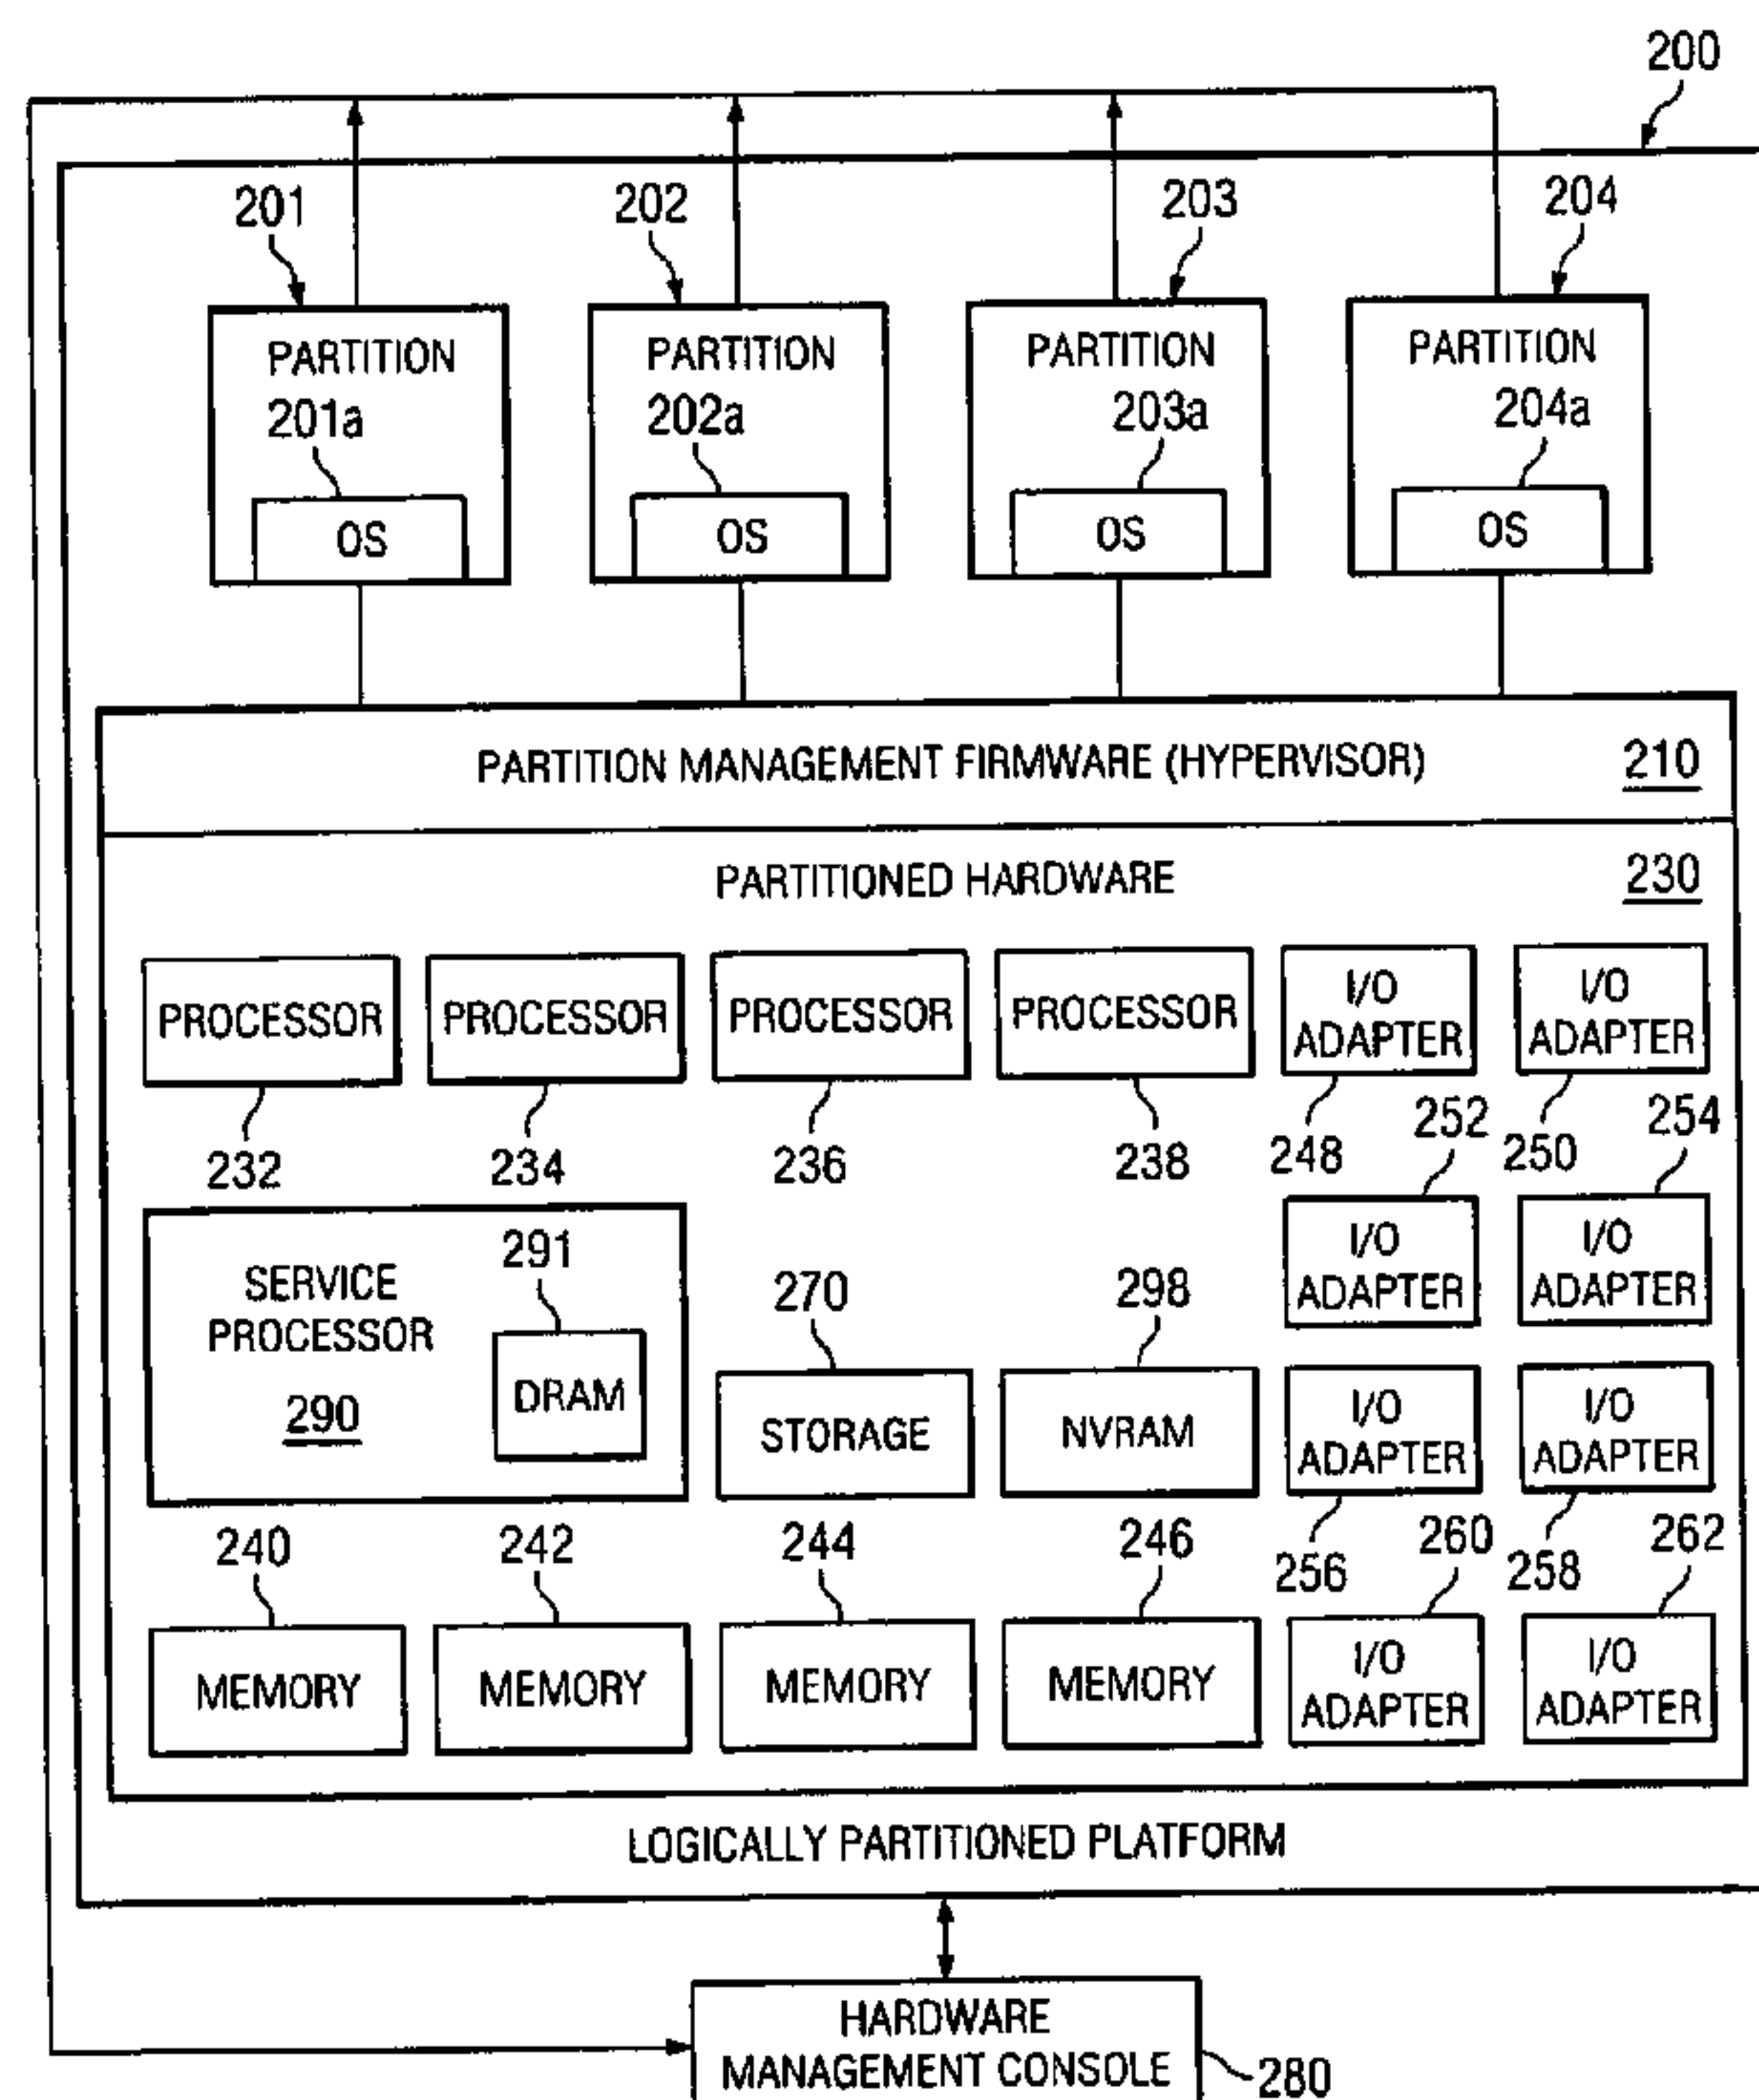 200
201
202
203
204
PARTITION
201a
OS
PARTITION
202a
OS
PARTITION
203a
OS
PARTITION
204a
OS
PARTITION MANAGEMENT FIRMWARE (HYPERVISOR) 210
PARTITIONED HARDWARE 230
PROCESSOR
PROCESSOR
PROCESSOR
PROCESSOR
I/O
ADAPTER
I/O
ADAPTER
232
234
236
238
248
252
250
254
SERVICE
PROCESSOR
290
291
DRAM
270
STORAGE
298
NVRAM
I/O
ADAPTER
I/O
ADAPTER
I/O
ADAPTER
I/O
ADAPTER
240
242
244
246
256
260
258
262
MEMORY
MEMORY
MEMORY
MEMORY
I/O
ADAPTER
I/O
ADAPTER
LOGICALLY PARTITIONED PLATFORM
HARDWARE
MANAGEMENT CONSOLE
280